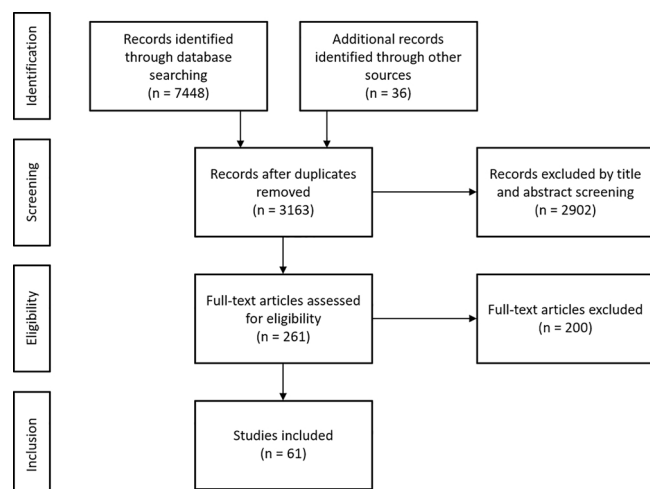 Identification
Records identified
through database
searching
(n = 7448)
Additional records
identified through other
sources
(n = 36)
Screening
Records after duplicates
removed
(n = 3163)
Records excluded by title
and abstract screening
(n = 2902)
Eligibility
Full-text articles assessed
for eligibility
(n = 261)
Full-text articles excluded
(n = 200)
Inclusion
Studies included
(n = 61)